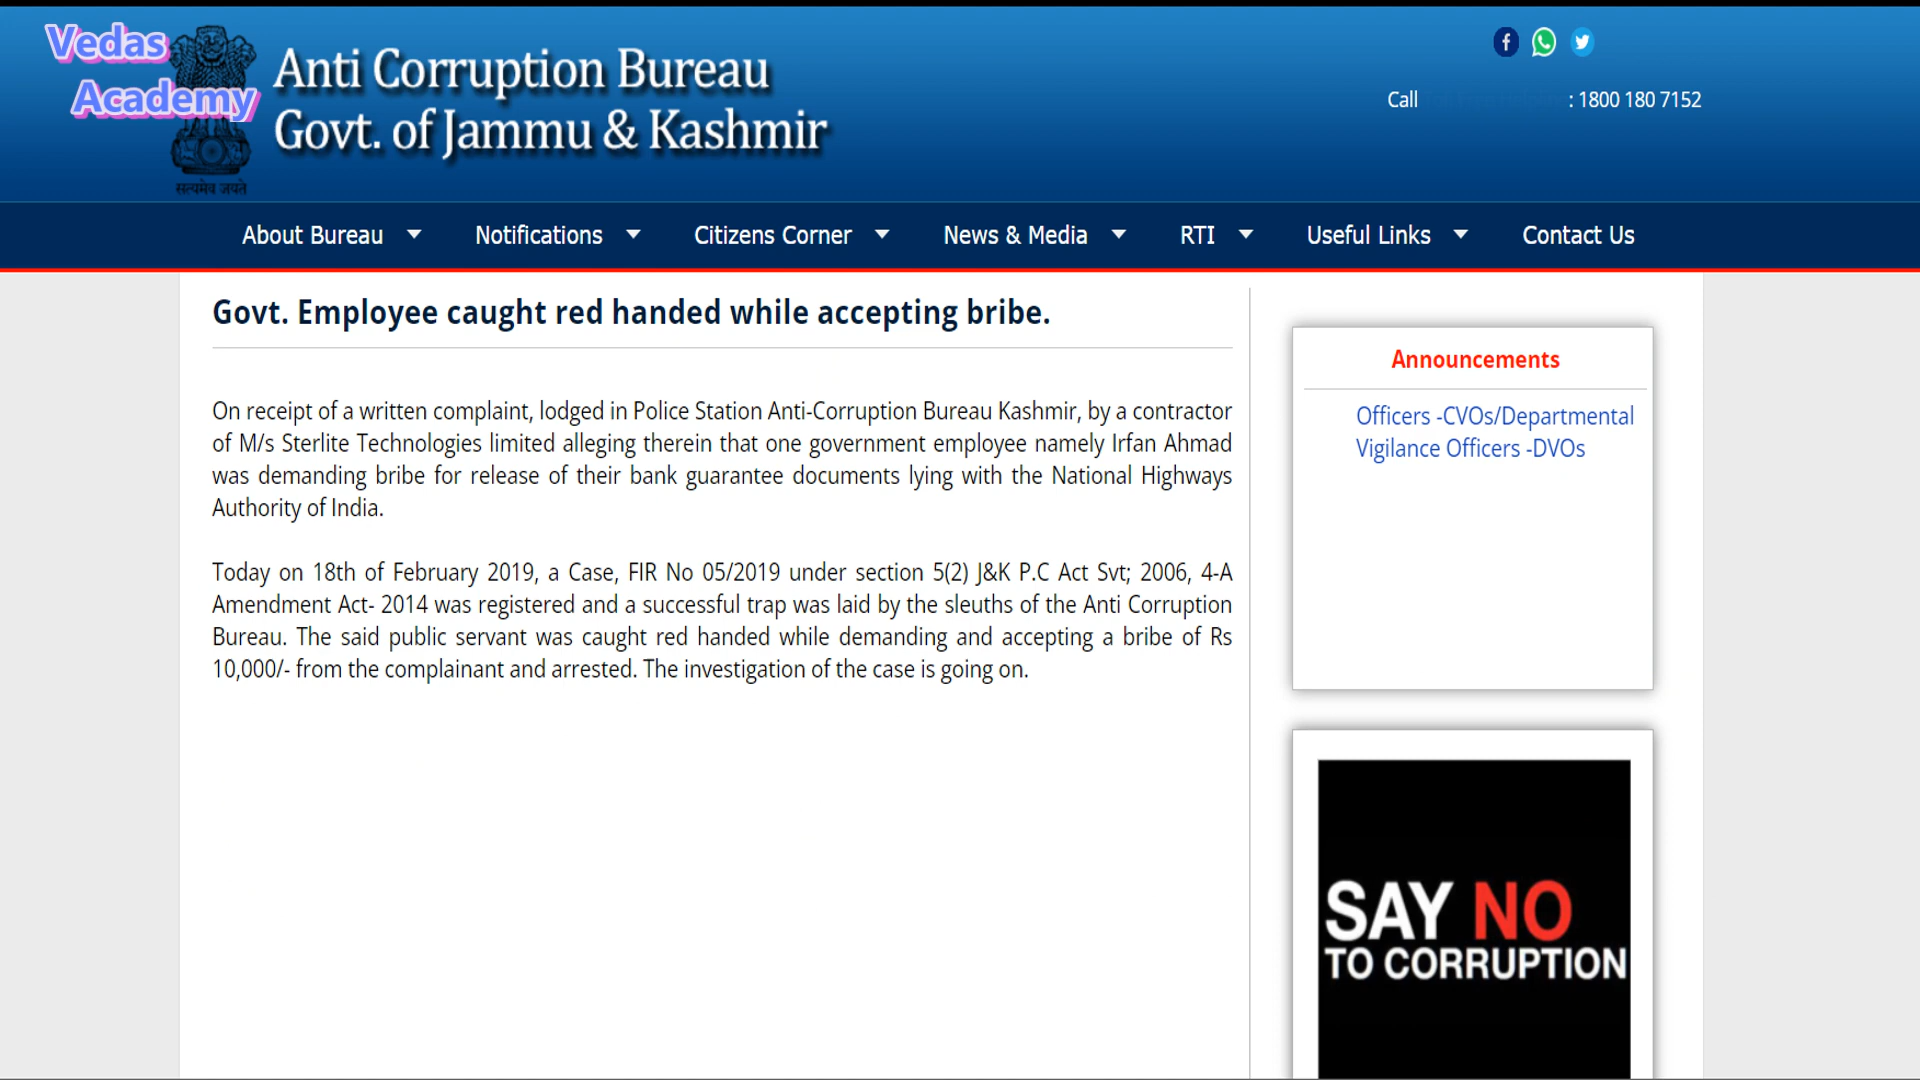 Vedas
Academy
सत्यमेव जयते
Anti Corruption Bureau
Govt. of Jammu & Kashmir
Call : 1800 180 7152
About Bureau
Notifications
Citizens Corner
News & Media
RTI
Useful Links
Contact Us
Govt. Employee caught red handed while accepting bribe.
On receipt of a written complaint, lodged in Police Station Anti-Corruption Bureau Kashmir, by a contractor
of M/s Sterlite Technologies limited alleging therein that one government employee namely Irfan Ahmad
was demanding bribe for release of their bank guarantee documents lying with the National Highways
Authority of India.
Today on 18th of February 2019, a Case, FIR No 05/2019 under section 5(2) J&K P.C Act Svt; 2006, 4-A
Amendment Act- 2014 was registered and a successful trap was laid by the sleuths of the Anti Corruption
Bureau. The said public servant was caught red handed while demanding and accepting a bribe of Rs
10,000/- from the complainant and arrested. The investigation of the case is going on.
Announcements
Officers -CVOs/Departmental
Vigilance Officers -DVOs
SAY NO
TO CORRUPTION